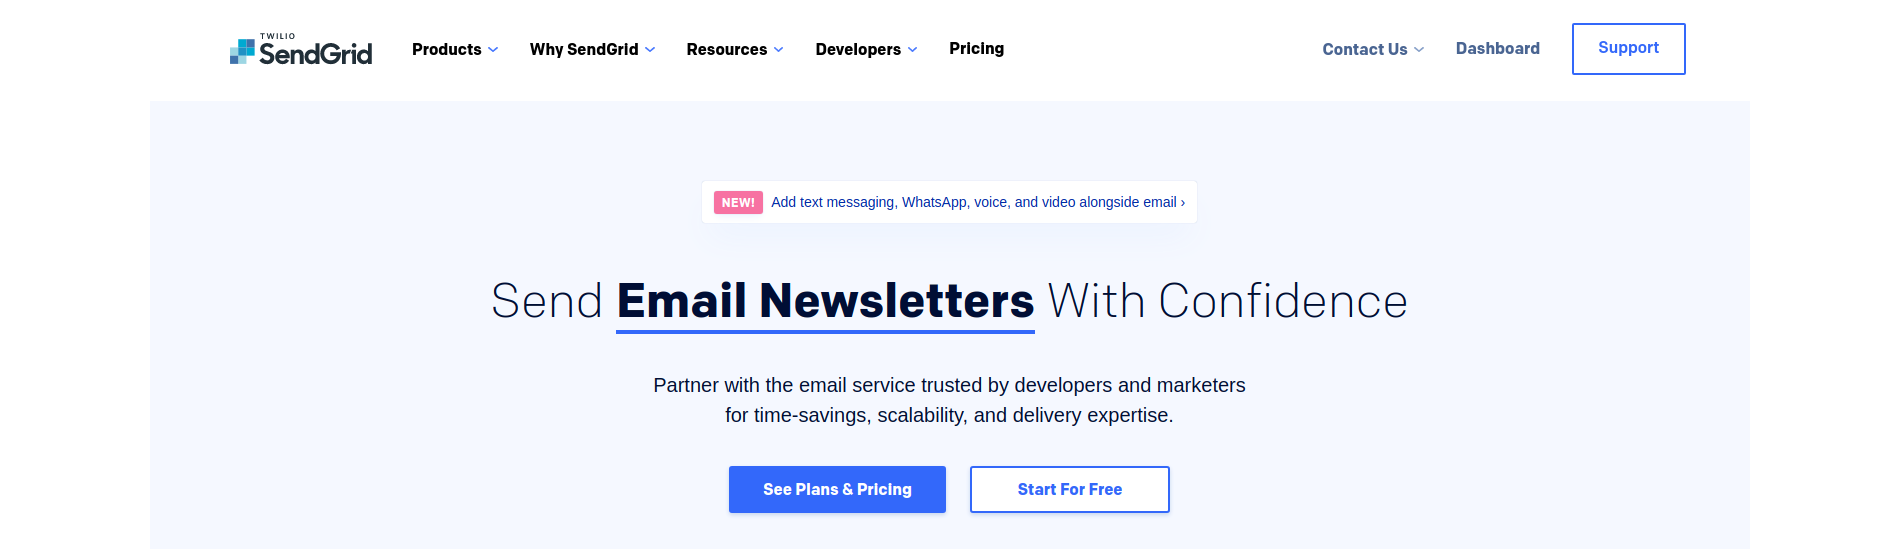 TWILIO
SendGrid
Products
Why SendGrid
Resources
Developers
Pricing
Contact Us
Dashboard
Support
NEW! Add text messaging, WhatsApp, voice, and video alongside email ›
Send Email Newsletters With Confidence
Partner with the email service trusted by developers and marketers
for time-savings, scalability, and delivery expertise.
See Plans & Pricing
Start For Free